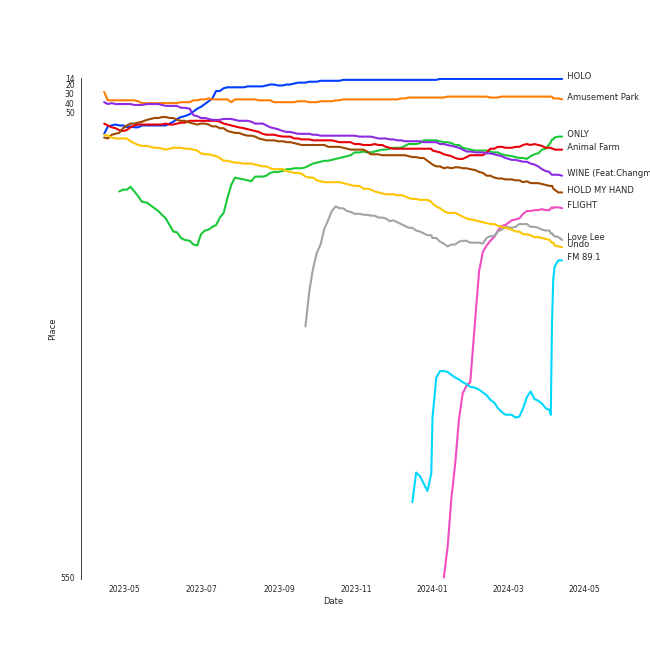 14
20
30
40
50
550
Place
2023-05
2023-07
2023-09
2023-11
2024-01
2024-03
2024-05
Date
HOLO
Amusement Park
ONLY
Animal Farm
WINE (Feat.Changm
HOLD MY HAND
FLIGHT
Love Lee
Undo
FM 89.1